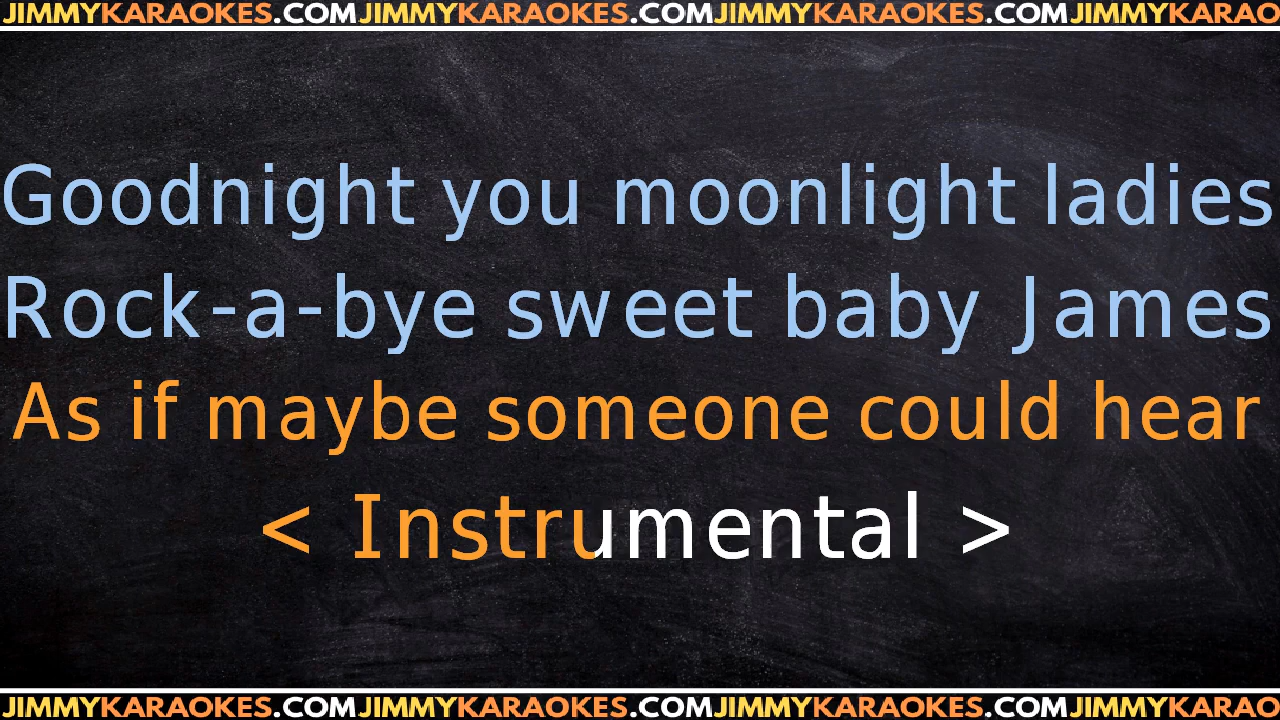 JIMMYKARAOKES.COMJIMMYKARAOKES.COMJIMMYKARAOKES.COMJIMMYKARAO
Goodnight you moonlight ladies
Rock-a-bye sweet baby James
As if maybe someone could hear
< Instrumental >
JIMMYKARAOKES.COMJIMMYKARAOKES.COMJIMMYKARAOKES.COMJIMMYKARAO